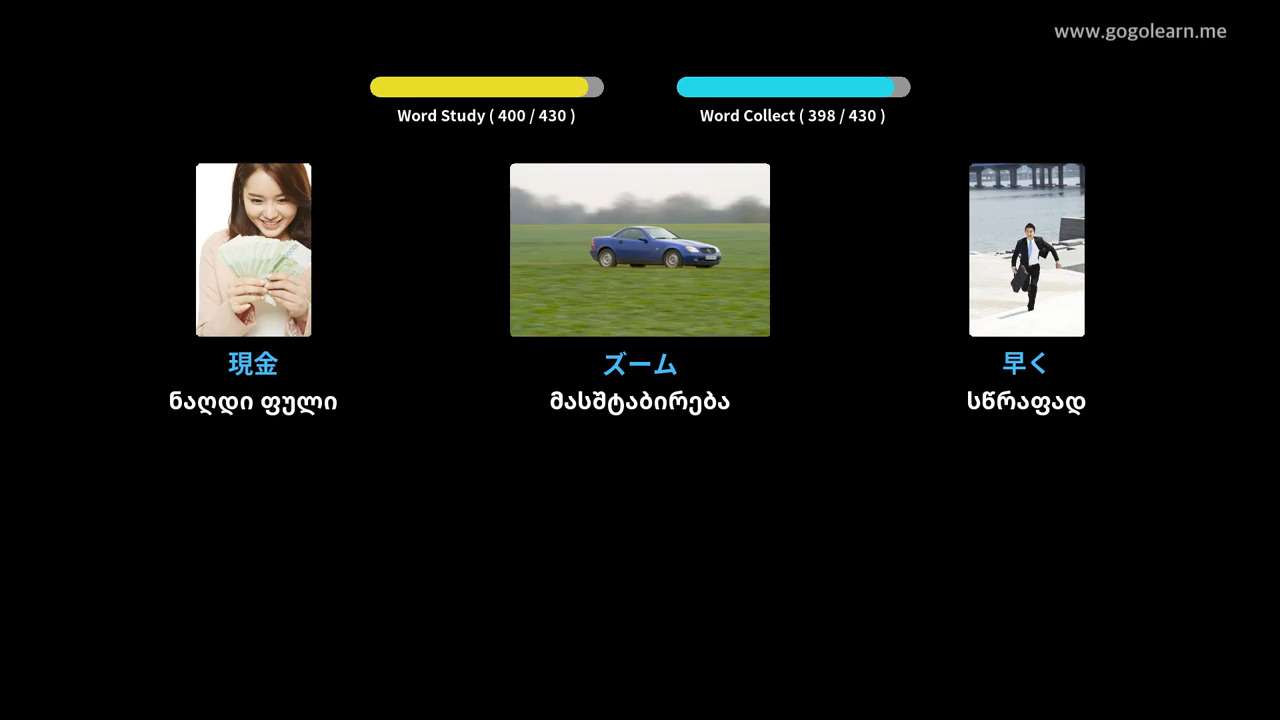 www.gogolearn.me
Word Study ( 400 / 430 )
Word Collect ( 398 / 430 )
現金
ნაღდი ფული
ズーム
მასშტაბირება
早く
სწრაფად